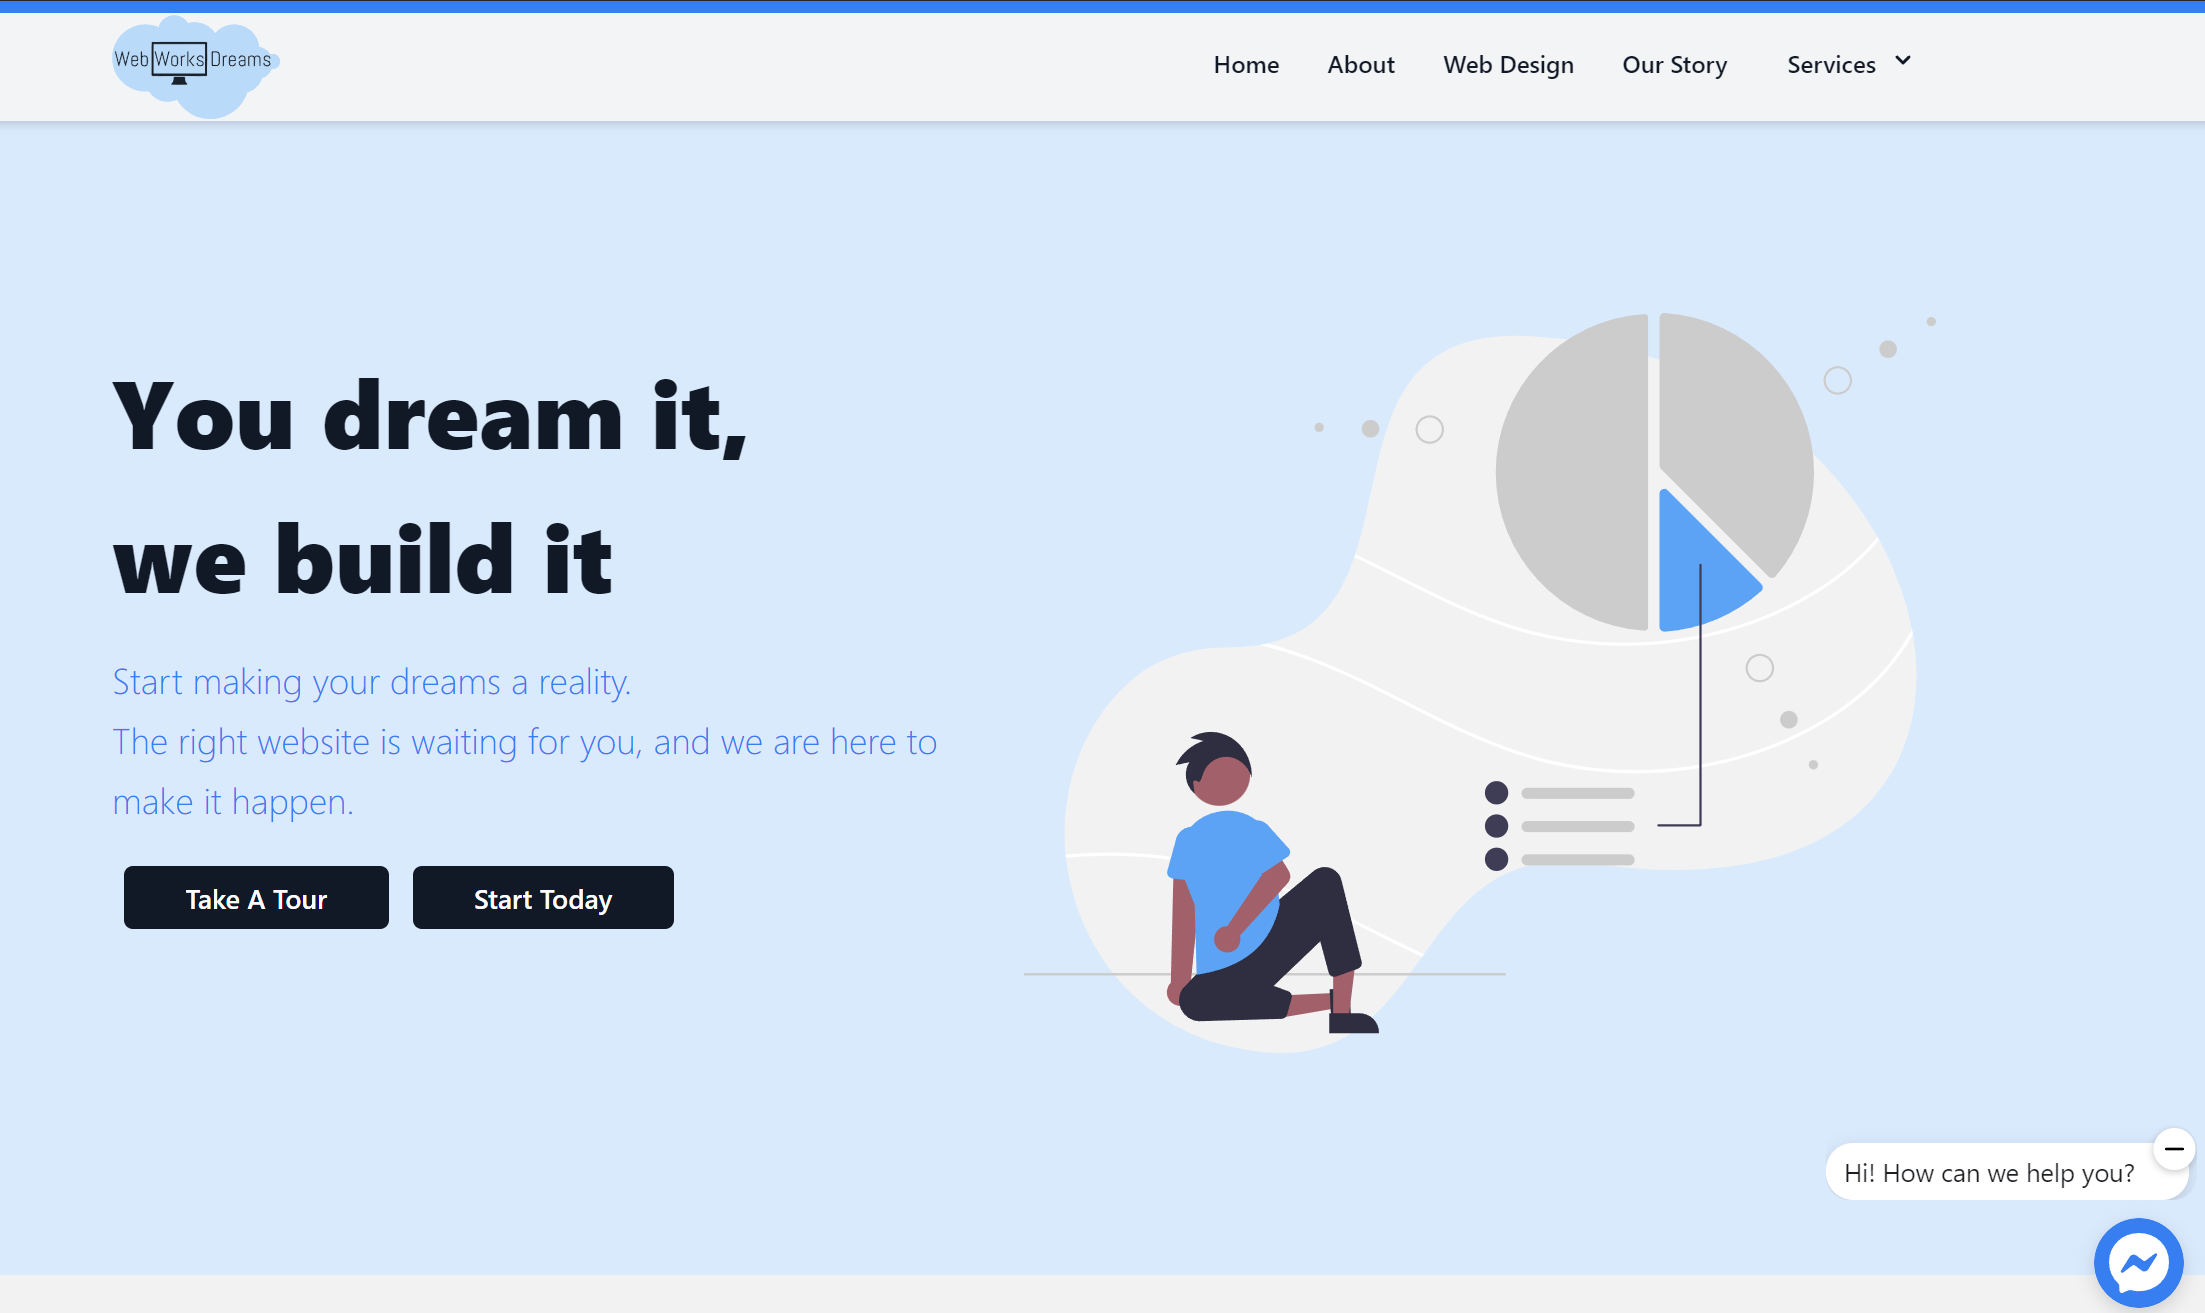 Web Works Dreams
Home About Web Design Our Story Services
You dream it,
we build it
Start making your dreams a reality.
The right website is waiting for you, and we are here to
make it happen.
Take A Tour Start Today
Hi! How can we help you?